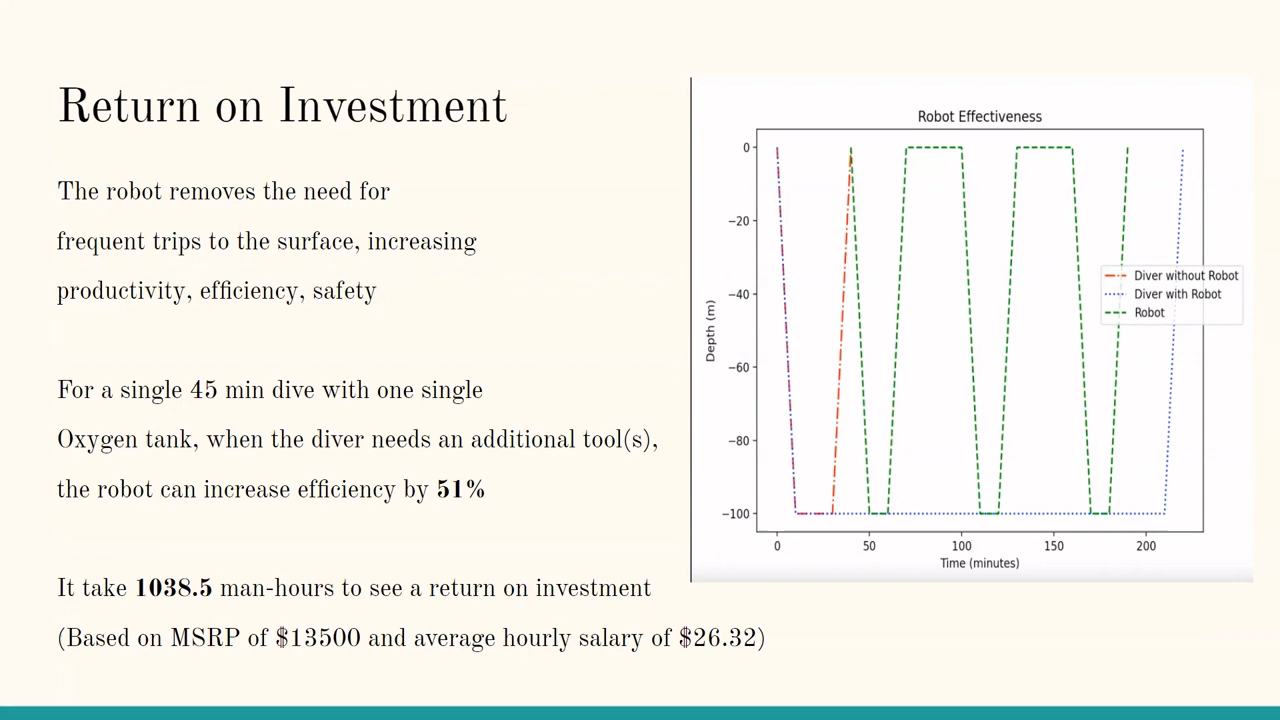 Return on Investment
The robot removes the need for
frequent trips to the surface, increasing
productivity, efficiency, safety
For a single 45 min dive with one single
Oxygen tank, when the diver needs an additional tool(s),
the robot can increase efficiency by 51%
It take 1038.5 man-hours to see a return on investment
(Based on MSRP of $13500 and average hourly salary of $26.32)
Robot Effectiveness
0
−20
−40
−60
−80
−100
Depth (m)
Diver without Robot
Diver with Robot
Robot
0 50 100 150 200
Time (minutes)